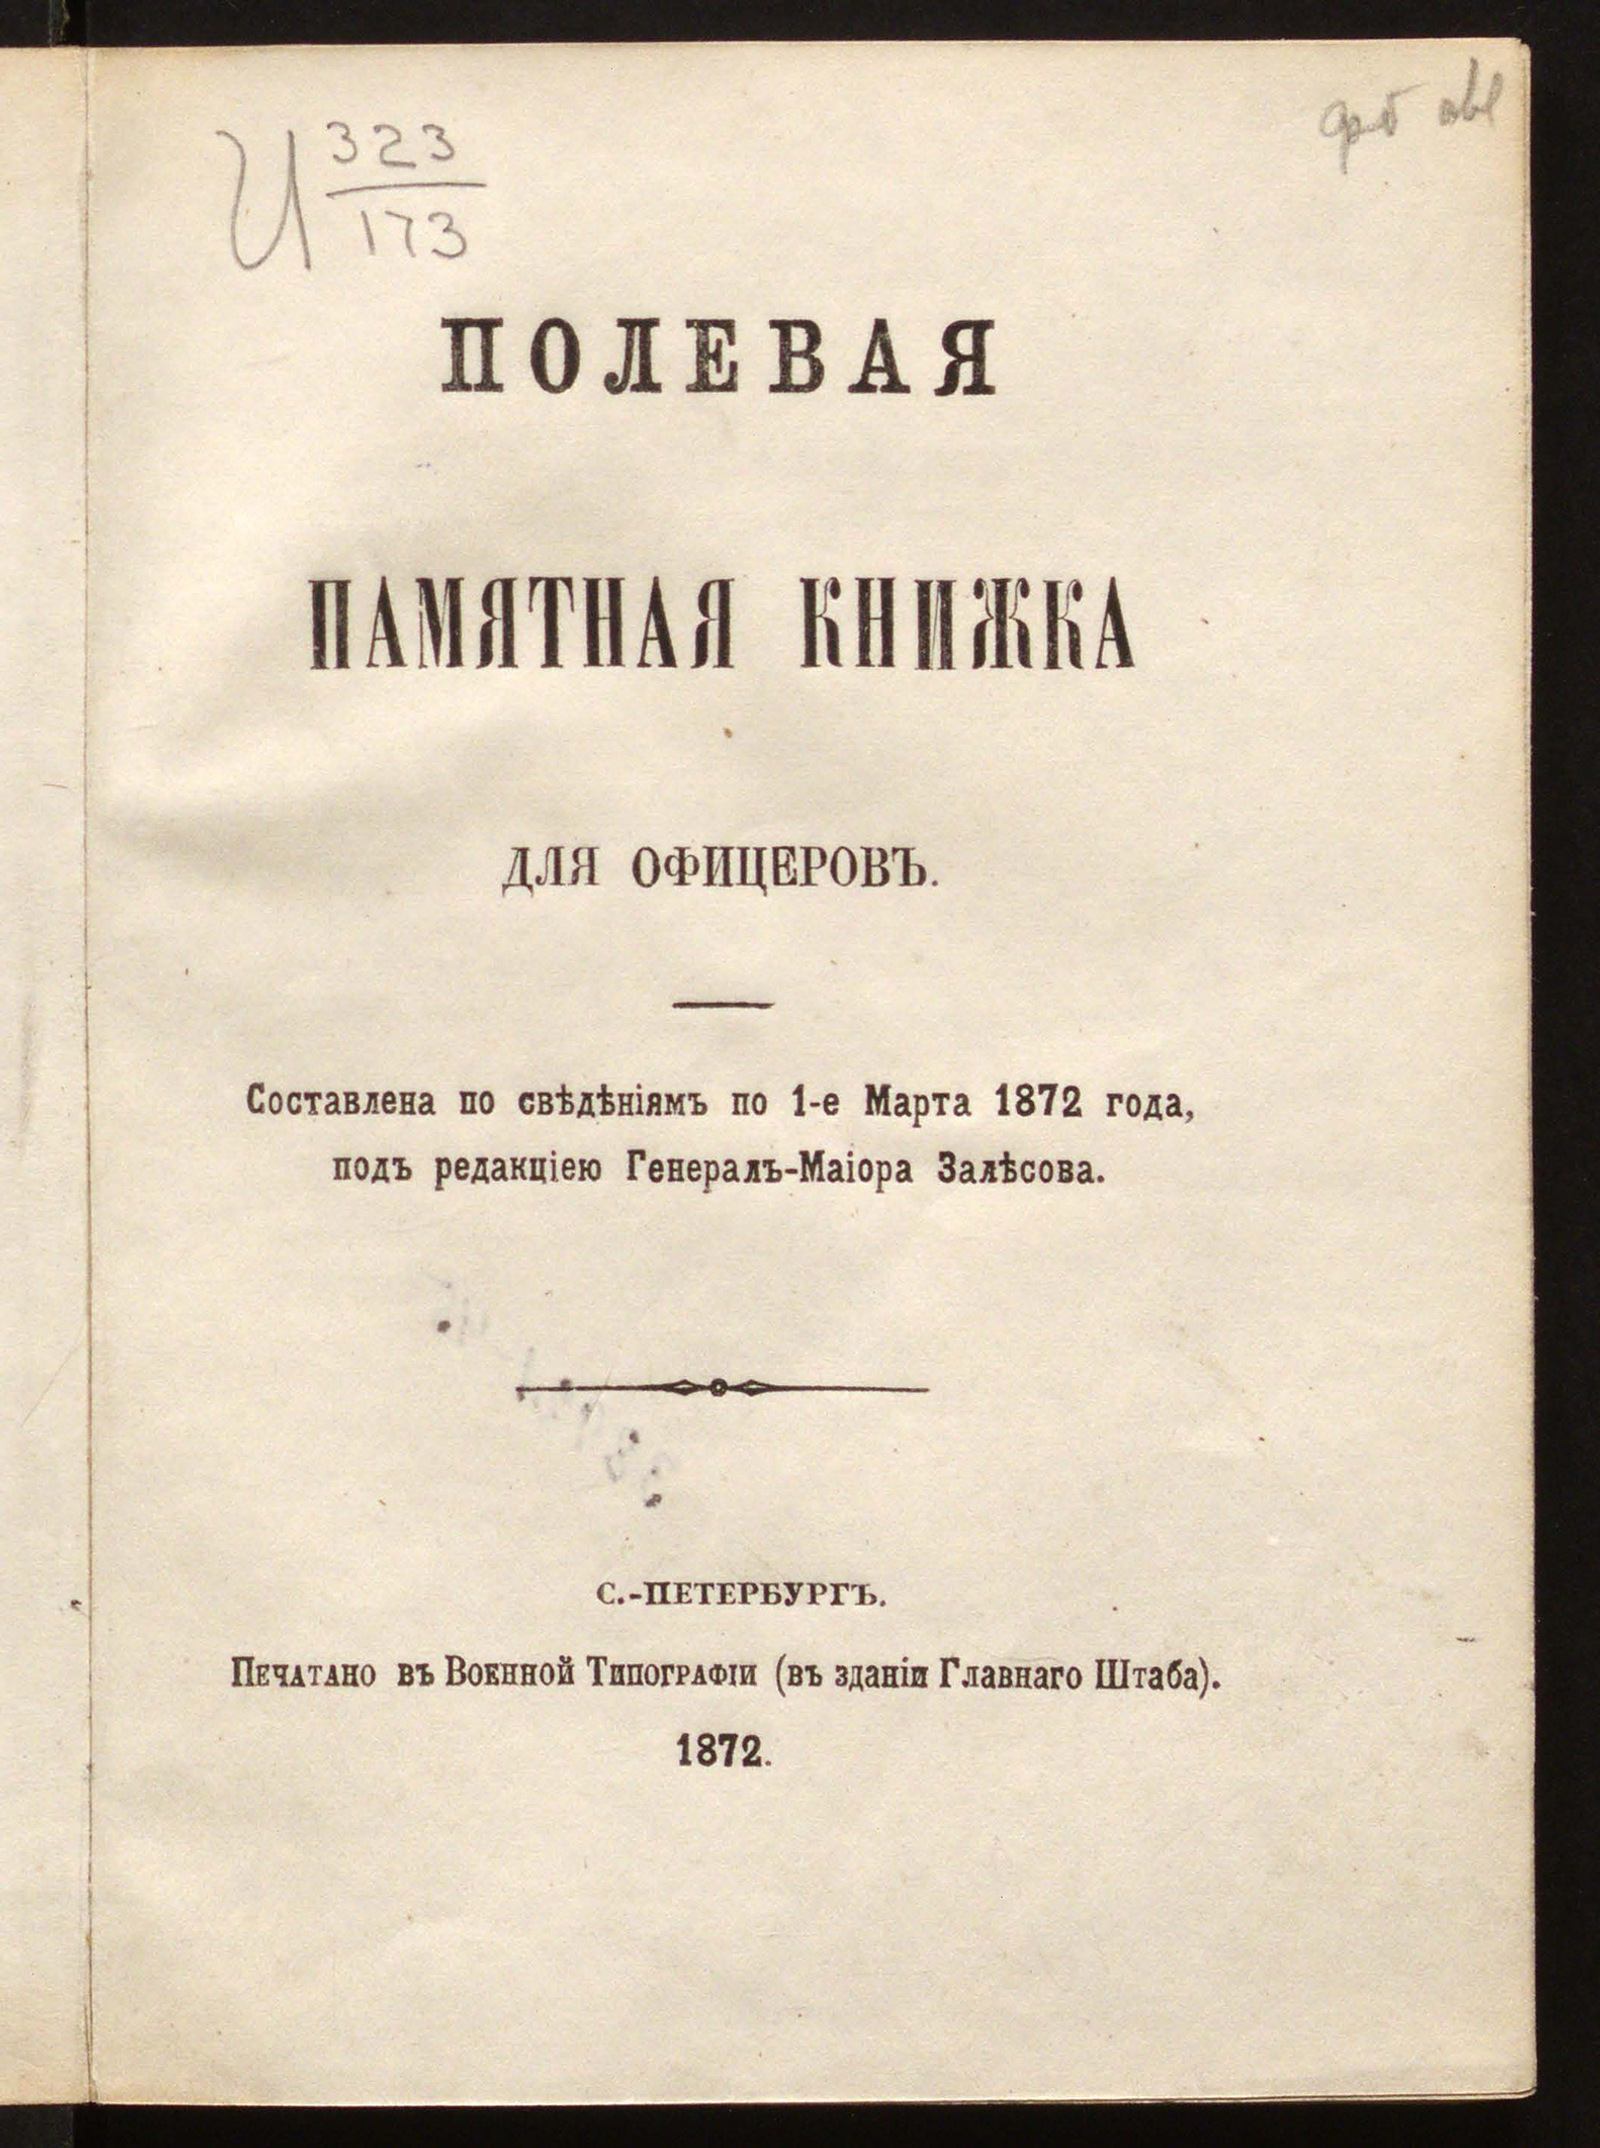 И 323
173
ПОЛЕВАЯ
ПАМЯТНАЯ КНИЖКА
ДЛЯ ОФИЦЕРОВЪ.
Составлена по свѣдѣніямъ по 1-е Марта 1872 года,
подъ редакціею Генералъ-Маіора Залѣсова.
С.-ПЕТЕРБУРГЪ.
Печатано въ Военной Типографіи (въ зданіи Главнаго Штаба).
1872.